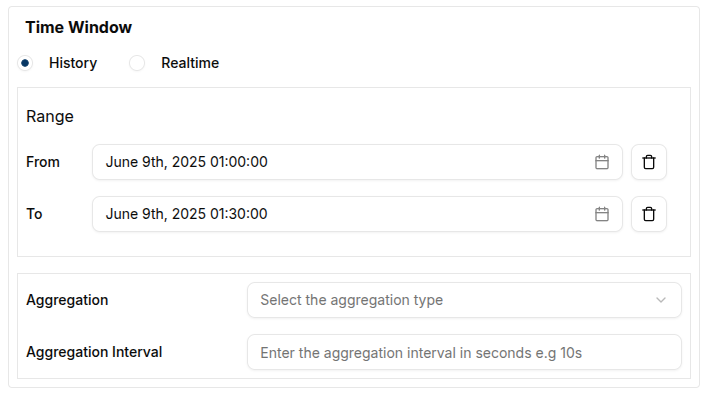 Time Window
History Realtime
Range
From June 9th, 2025 01:00:00
To June 9th, 2025 01:30:00
Aggregation Select the aggregation type
Aggregation Interval Enter the aggregation interval in seconds e.g 10s